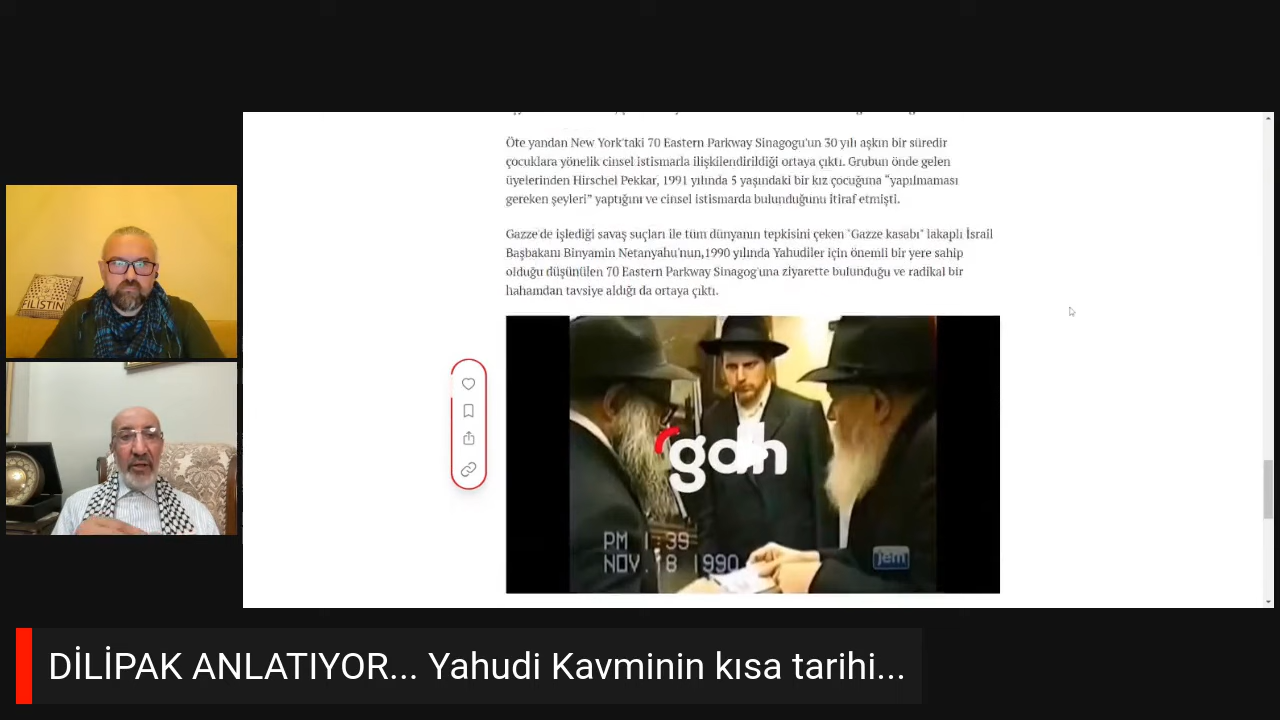 Öte yandan New York'taki 70 Eastern Parkway Sinagogu'un 30 yılı aşkın bir süredir
çocuklara yönelik cinsel istismarla ilişkilendirildiği ortaya çıktı. Grubun önde gelen
üyelerinden Hirschel Pekkar, 1991 yılında 5 yaşındaki bir kız çocuğuna “yapılmaması
gereken şeyleri” yaptığını ve cinsel istismarda bulunduğunu itiraf etmişti.
Gazze'de işlediği savaş suçları ile tüm dünyanın tepkisini çeken "Gazze kasabı" lakaplı İsrail
Başbakanı Binyamin Netanyahu'nun,1990 yılında Yahudiler için önemli bir yere sahip
olduğu düşünülen 70 Eastern Parkway Sinagog'una ziyarette bulunduğu ve radikal bir
hahamdan tavsiye aldığı da ortaya çıktı.
FİLİSTİN
gdh
PM 1:39
NOV.18 1990
jem
DİLİPAK ANLATIYOR... Yahudi Kavminin kısa tarihi...